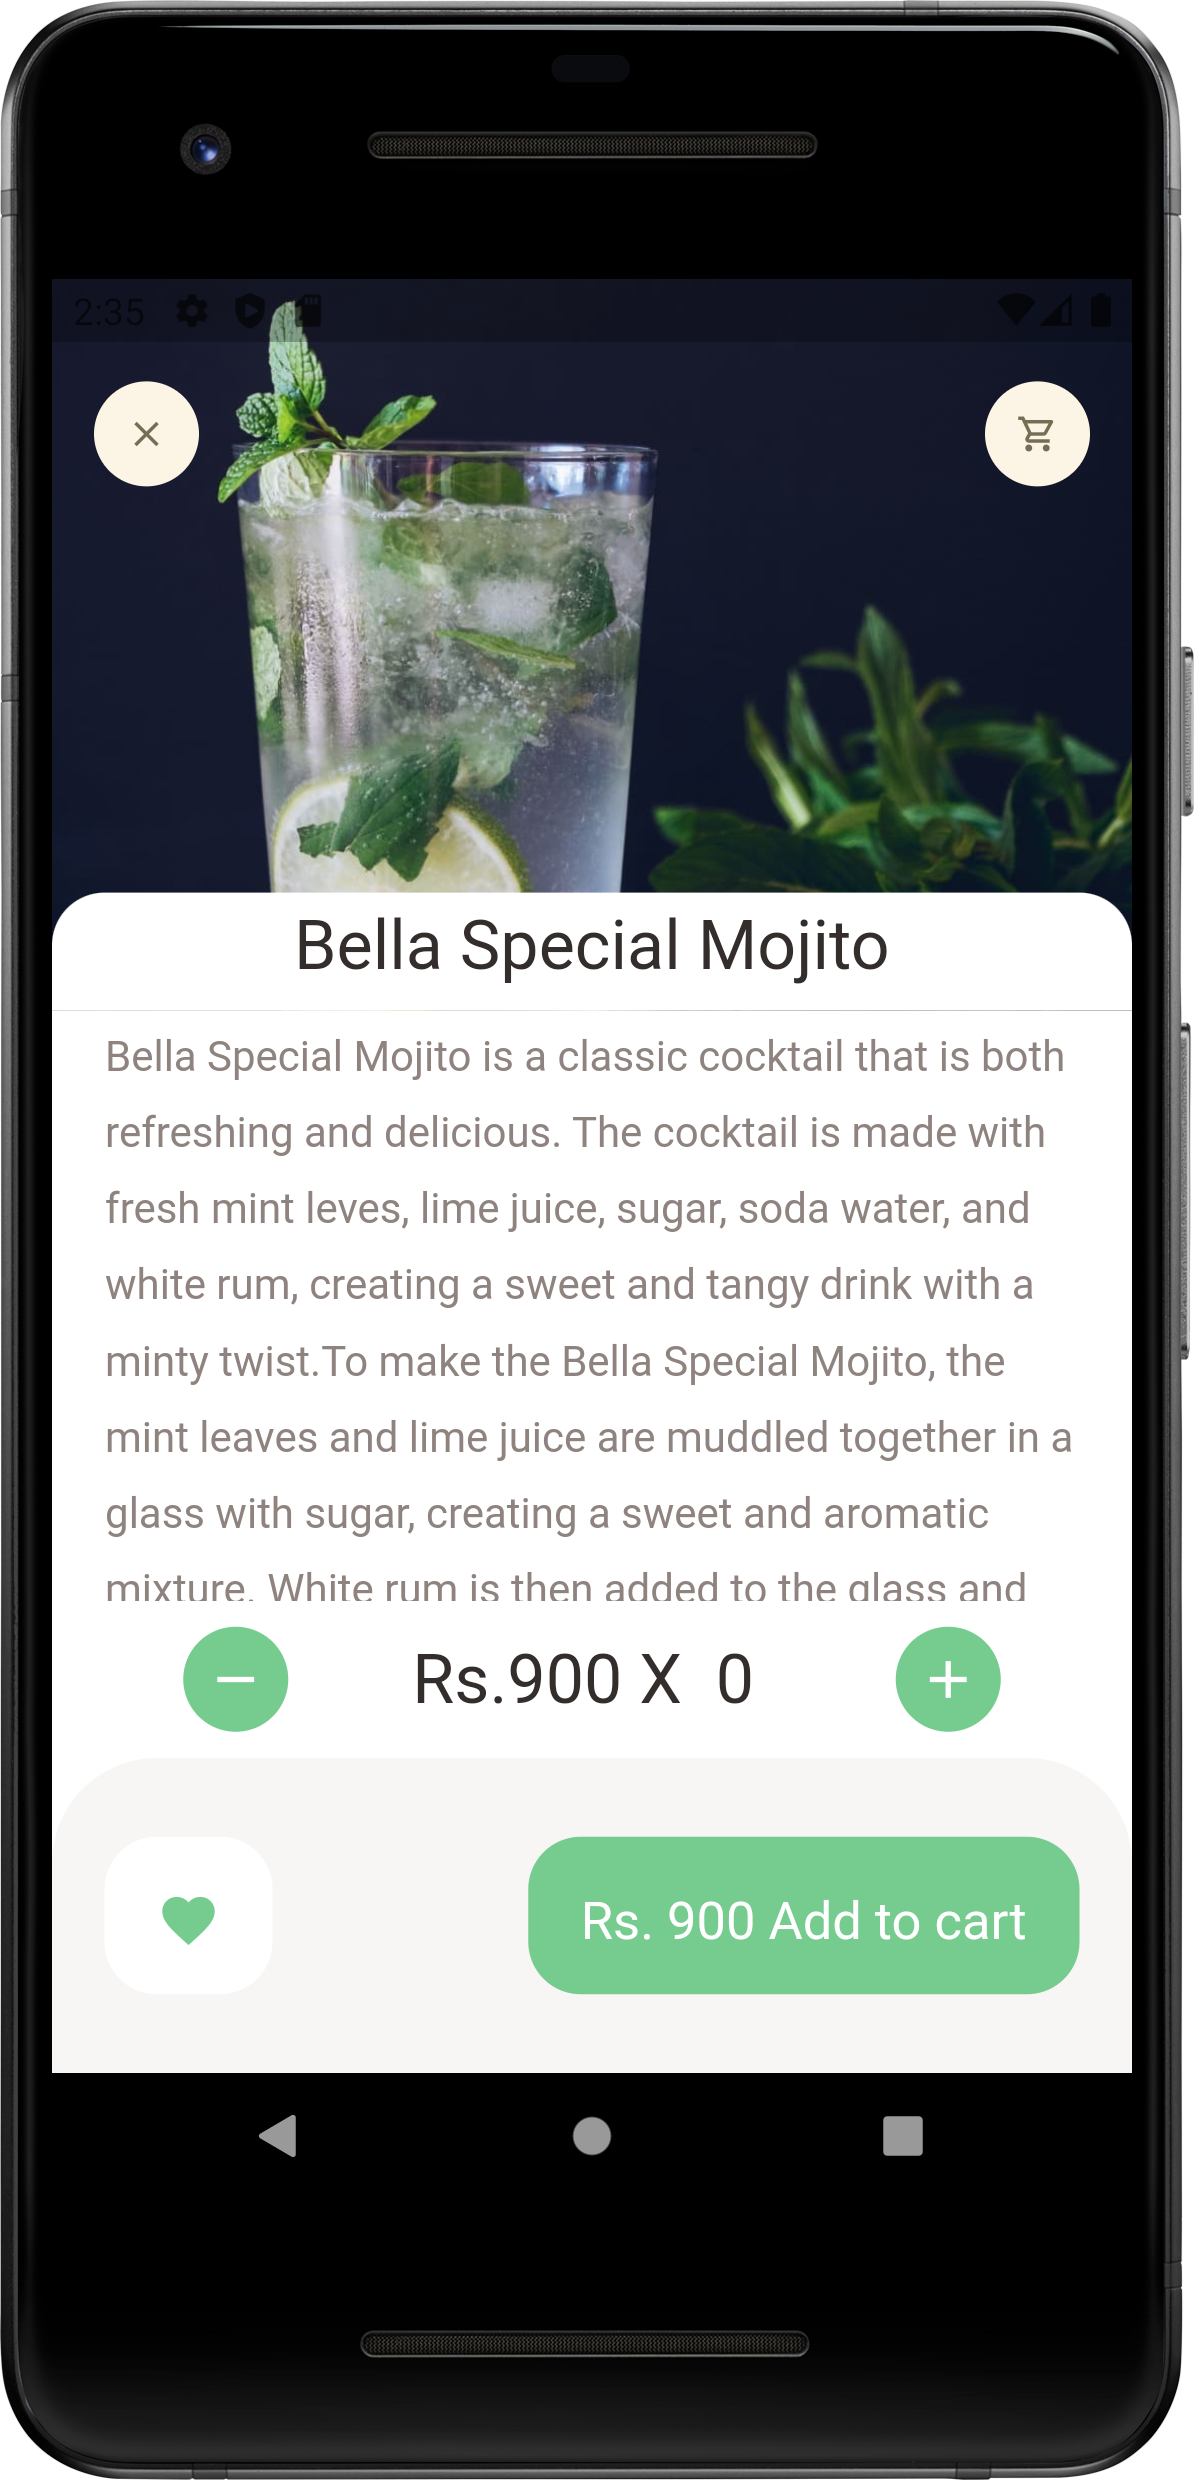 2:35
Bella Special Mojito
Bella Special Mojito is a classic cocktail that is both
refreshing and delicious. The cocktail is made with
fresh mint leves, lime juice, sugar, soda water, and
white rum, creating a sweet and tangy drink with a
minty twist.To make the Bella Special Mojito, the
mint leaves and lime juice are muddled together in a
glass with sugar, creating a sweet and aromatic
mixture. White rum is then added to the glass and
Rs.900 X 0
Rs. 900 Add to cart